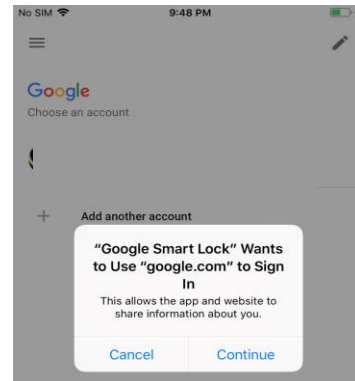 No SIM 9:48 PM
Google
Choose an account
Add another account
“Google Smart Lock” Wants
to Use “google.com” to Sign
In
This allows the app and website to
share information about you.
Cancel Continue